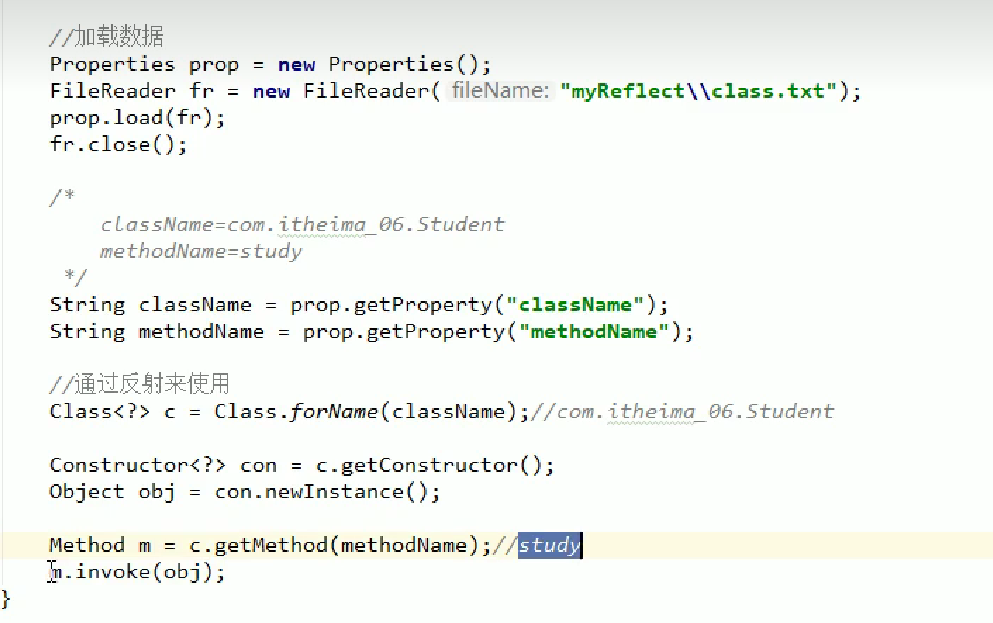 //加载数据
Properties prop = new Properties();
FileReader fr = new FileReader( fileName: "myReflect\\class.txt");
prop.load(fr);
fr.close();
/*
className=com.itheima_06.Student
methodName=study
*/
String className = prop.getProperty("className");
String methodName = prop.getProperty("methodName");
//通过反射来使用
Class<?> c = Class.forName(className);//com.itheima_06.Student
Constructor<?> con = c.getConstructor();
Object obj = con.newInstance();
Method m = c.getMethod(methodName);//study
m.invoke(obj);
}